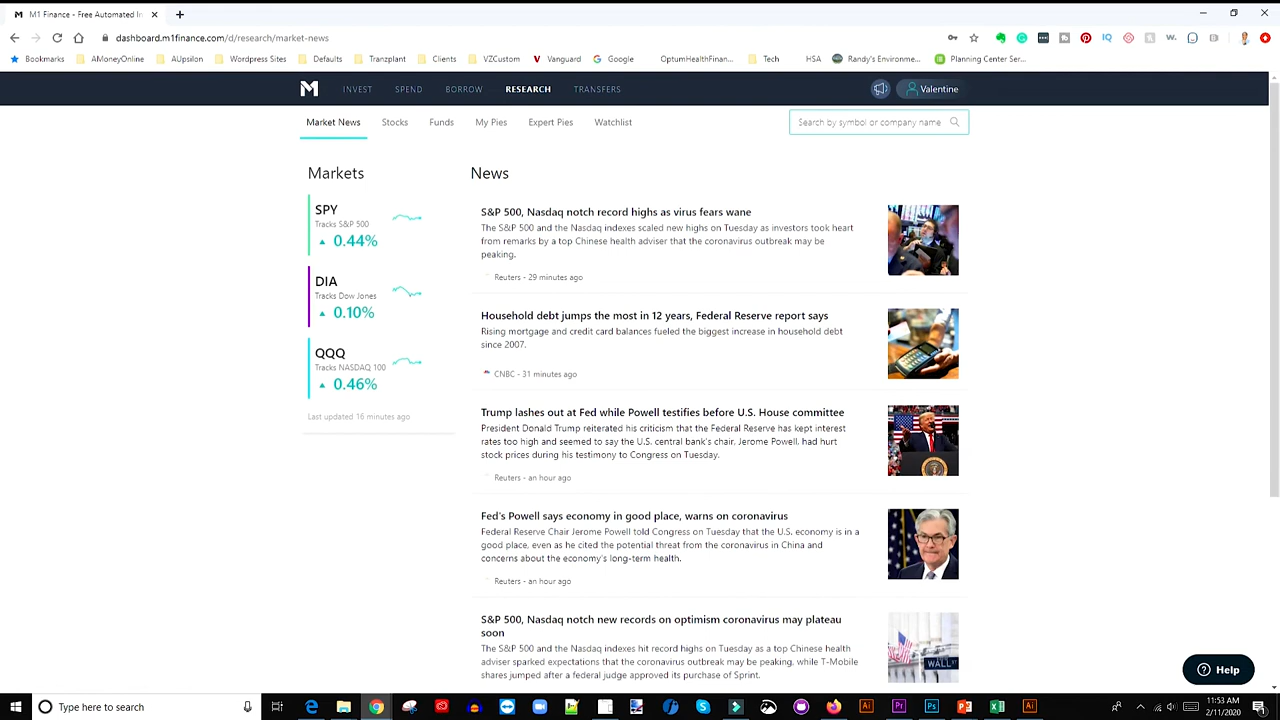 M1 Finance - Free Automated In
dashboard.m1finance.com/d/research/market-news
Bookmarks AMoneyOnline AUpsilon Wordpress Sites Defaults Tranzplant Clients VZCustom Vanguard Google OptumHealthFinan... Tech HSA Randy's Environme... Planning Center Ser...
INVEST SPEND BORROW RESEARCH TRANSFERS Valentine
Market News Stocks Funds My Pies Expert Pies Watchlist Search by symbol or company name
Markets
SPY
Tracks S&P 500
0.44%
DIA
Tracks Dow Jones
0.10%
QQQ
Tracks NASDAQ 100
0.46%
Last updated 16 minutes ago
News
S&P 500, Nasdaq notch record highs as virus fears wane
The S&P 500 and the Nasdaq indexes scaled new highs on Tuesday as investors took heart
from remarks by a top Chinese health adviser that the coronavirus outbreak may be
peaking.
Reuters - 29 minutes ago
Household debt jumps the most in 12 years, Federal Reserve report says
Rising mortgage and credit card balances fueled the biggest increase in household debt
since 2007.
CNBC - 31 minutes ago
Trump lashes out at Fed while Powell testifies before U.S. House committee
President Donald Trump reiterated his criticism that the Federal Reserve has kept interest
rates too high and seemed to say the U.S. central bank's chair, Jerome Powell, had hurt
stock prices during his testimony to Congress on Tuesday.
Reuters - an hour ago
Fed's Powell says economy in good place, warns on coronavirus
Federal Reserve Chair Jerome Powell told Congress on Tuesday that the U.S. economy is in a
good place, even as he cited the potential threat from the coronavirus in China and
concerns about the economy's long-term health.
Reuters - an hour ago
S&P 500, Nasdaq notch new records on optimism coronavirus may plateau
soon
The S&P 500 and the Nasdaq indexes hit record highs on Tuesday as a top Chinese health
adviser sparked expectations that the coronavirus outbreak may be peaking, while T-Mobile
shares jumped after a federal judge approved its purchase of Sprint.
WALL
Help
Type here to search
11:53 AM
2/11/2020